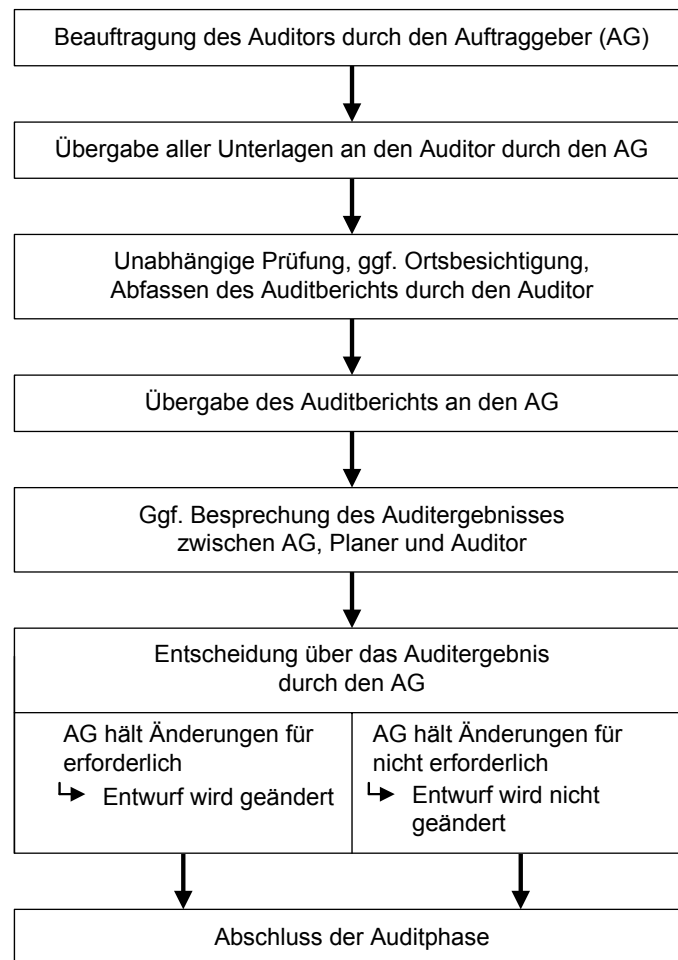 Beauftragung des Auditors durch den Auftraggeber (AG)
Übergabe aller Unterlagen an den Auditor durch den AG
Unabhängige Prüfung, ggf. Ortsbesichtigung,
Abfassen des Auditberichts durch den Auditor
Übergabe des Auditberichts an den AG
Ggf. Besprechung des Auditergebnisses
zwischen AG, Planer und Auditor
Entscheidung über das Auditergebnis
durch den AG
AG hält Änderungen für
erforderlich
Entwurf wird geändert
AG hält Änderungen für
nicht erforderlich
Entwurf wird nicht
geändert
Abschluss der Auditphase